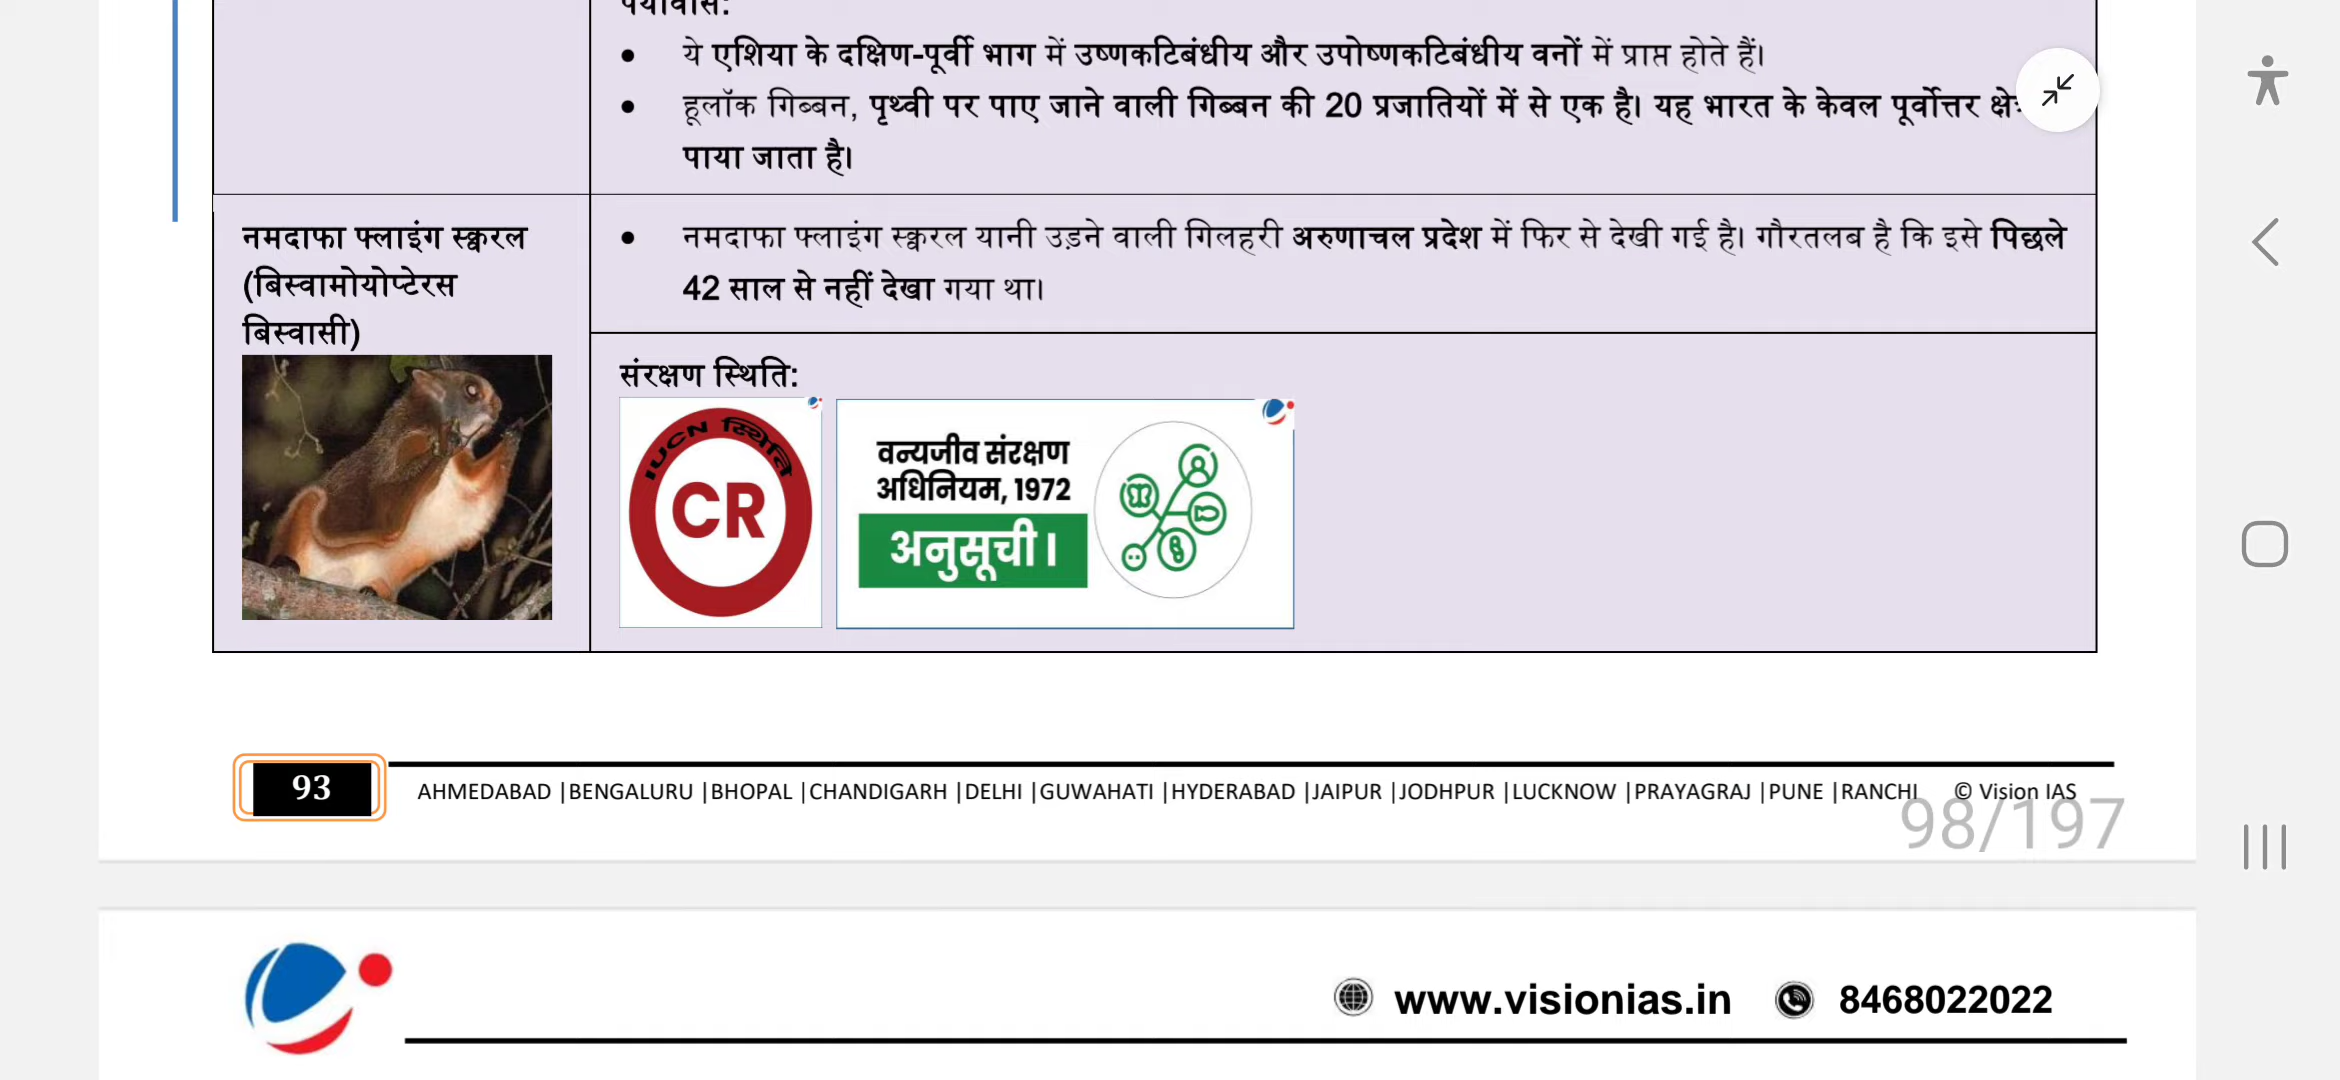 पर्यावास:
• ये एशिया के दक्षिण-पूर्वी भाग में उष्णकटिबंधीय और उपोष्णकटिबंधीय वनों में प्राप्त होते हैं।
• हूलॉक गिब्बन, पृथ्वी पर पाए जाने वाली गिब्बन की 20 प्रजातियों में से एक है। यह भारत के केवल पूर्वोत्तर
पाया जाता है।
नमदाफा फ्लाइंग स्क्वरल
(बिस्वामोयोप्टेरस
बिस्वासी)
• नमदाफा फ्लाइंग स्क्वरल यानी उड़ने वाली गिलहरी अरुणाचल प्रदेश में फिर से देखी गई है। गौरतलब है कि इसे पिछले
42 साल से नहीं देखा गया था।
संरक्षण स्थिति:
IUCN स्थिति
CR
वन्यजीव संरक्षण
अधिनियम, 1972
अनुसूची I
93
AHMEDABAD |BENGALURU |BHOPAL |CHANDIGARH |DELHI |GUWAHATI |HYDERABAD |JAIPUR |JODHPUR |LUCKNOW |PRAYAGRAJ |PUNE |RANCHI © Vision IAS
98/197
www.visionias.in 8468022022